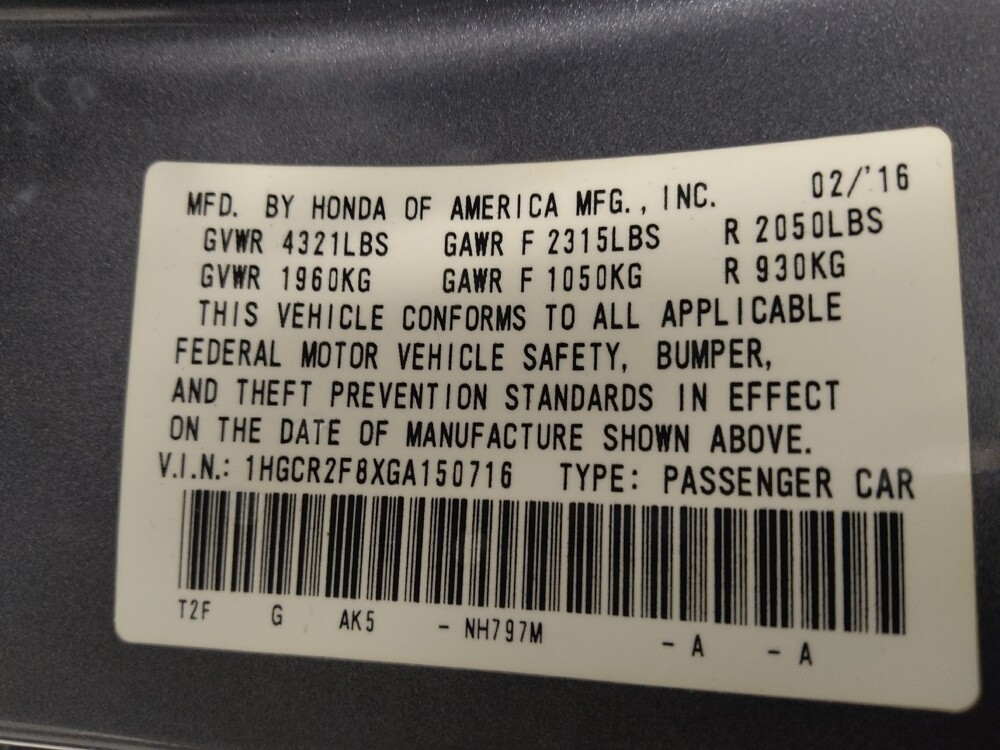 MFD. BY HONDA OF AMERICA MFG., INC. 02/'16
GVWR 4321LBS GAWR F 2315LBS R 2050LBS
GVWR 1960KG GAWR F 1050KG R 930KG
THIS VEHICLE CONFORMS TO ALL APPLICABLE
FEDERAL MOTOR VEHICLE SAFETY, BUMPER,
AND THEFT PREVENTION STANDARDS IN EFFECT
ON THE DATE OF MANUFACTURE SHOWN ABOVE.
V.I.N.: 1HGCR2F8XGA150716 TYPE: PASSENGER CAR
T2F G AK5 - NH797M - A - A